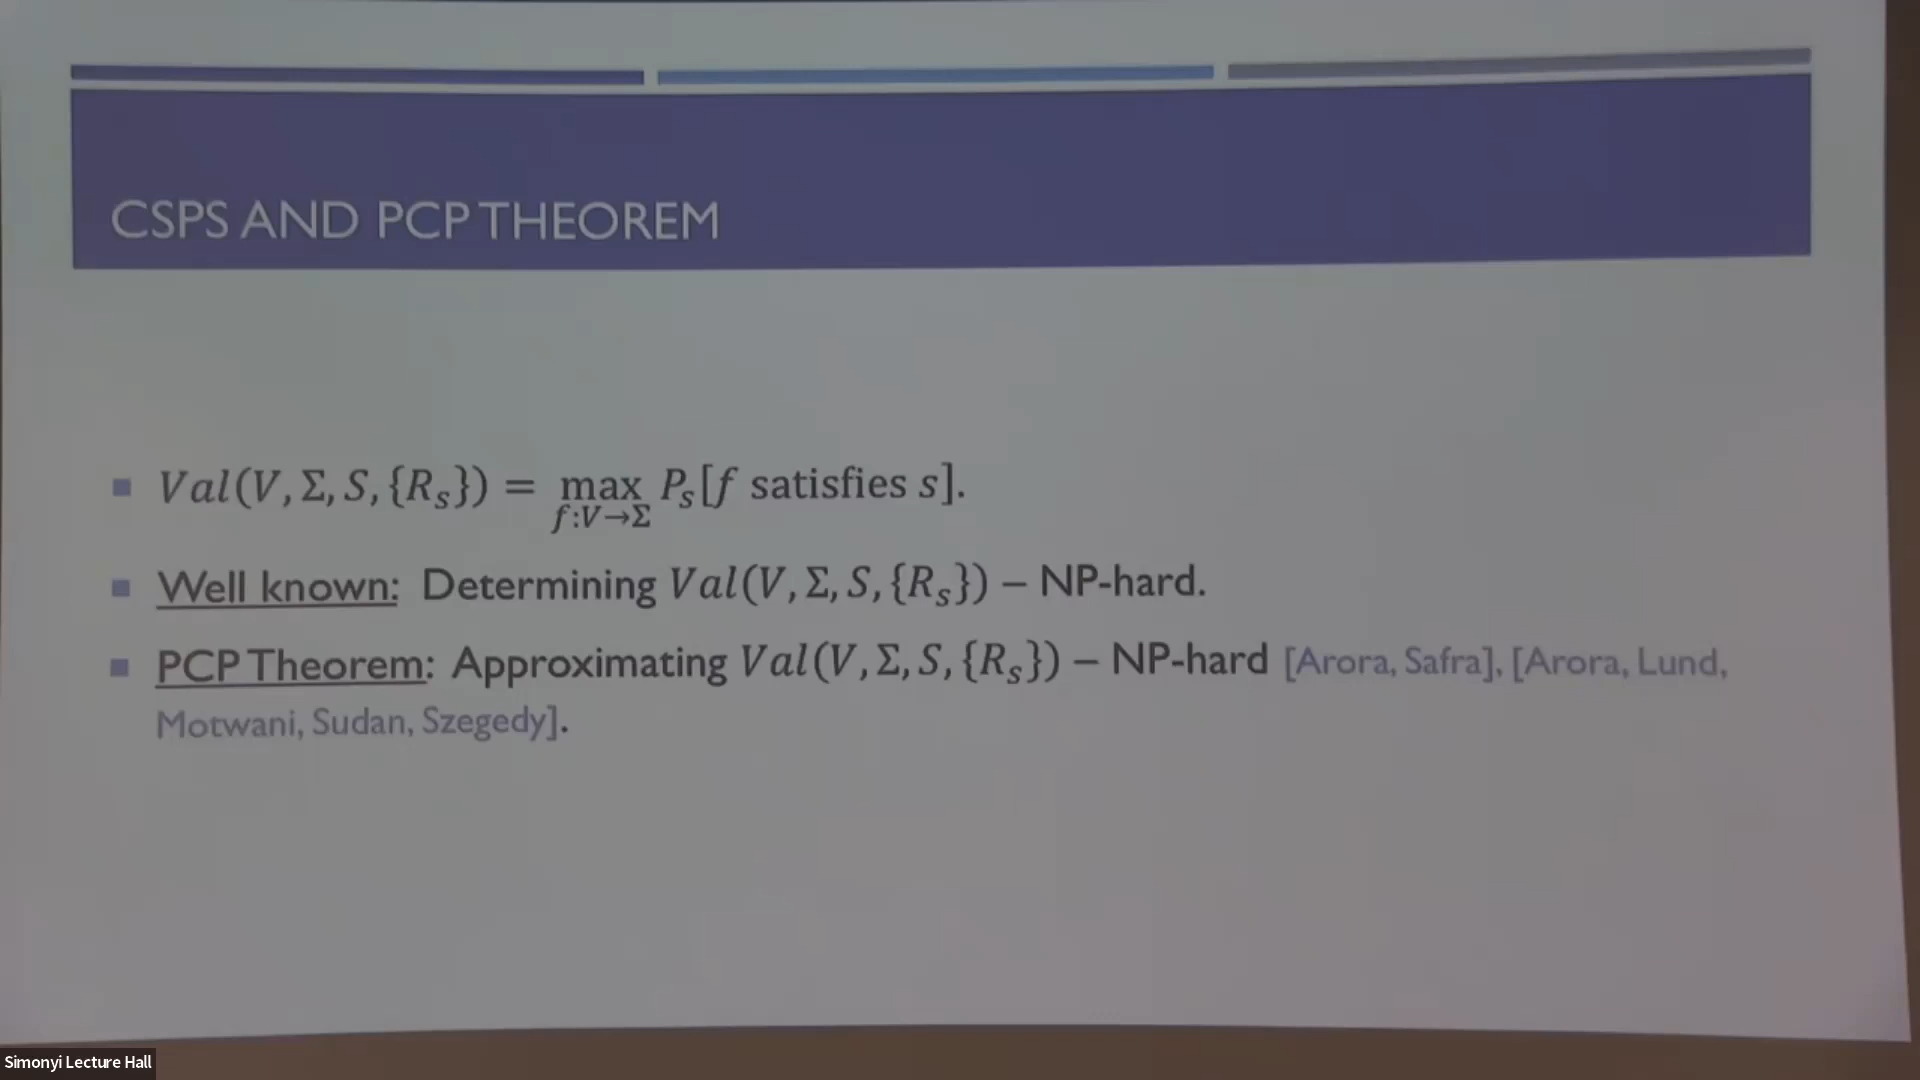 CSPS AND PCP THEOREM
▪ Val(V, Σ, S, {R_s}) = max_{f:V→Σ} P_s[f satisfies s].
▪ Well known: Determining Val(V, Σ, S, {R_s}) – NP-hard.
▪ PCP Theorem: Approximating Val(V, Σ, S, {R_s}) – NP-hard [Arora, Safra], [Arora, Lund,
Motwani, Sudan, Szegedy].
Simonyi Lecture Hall